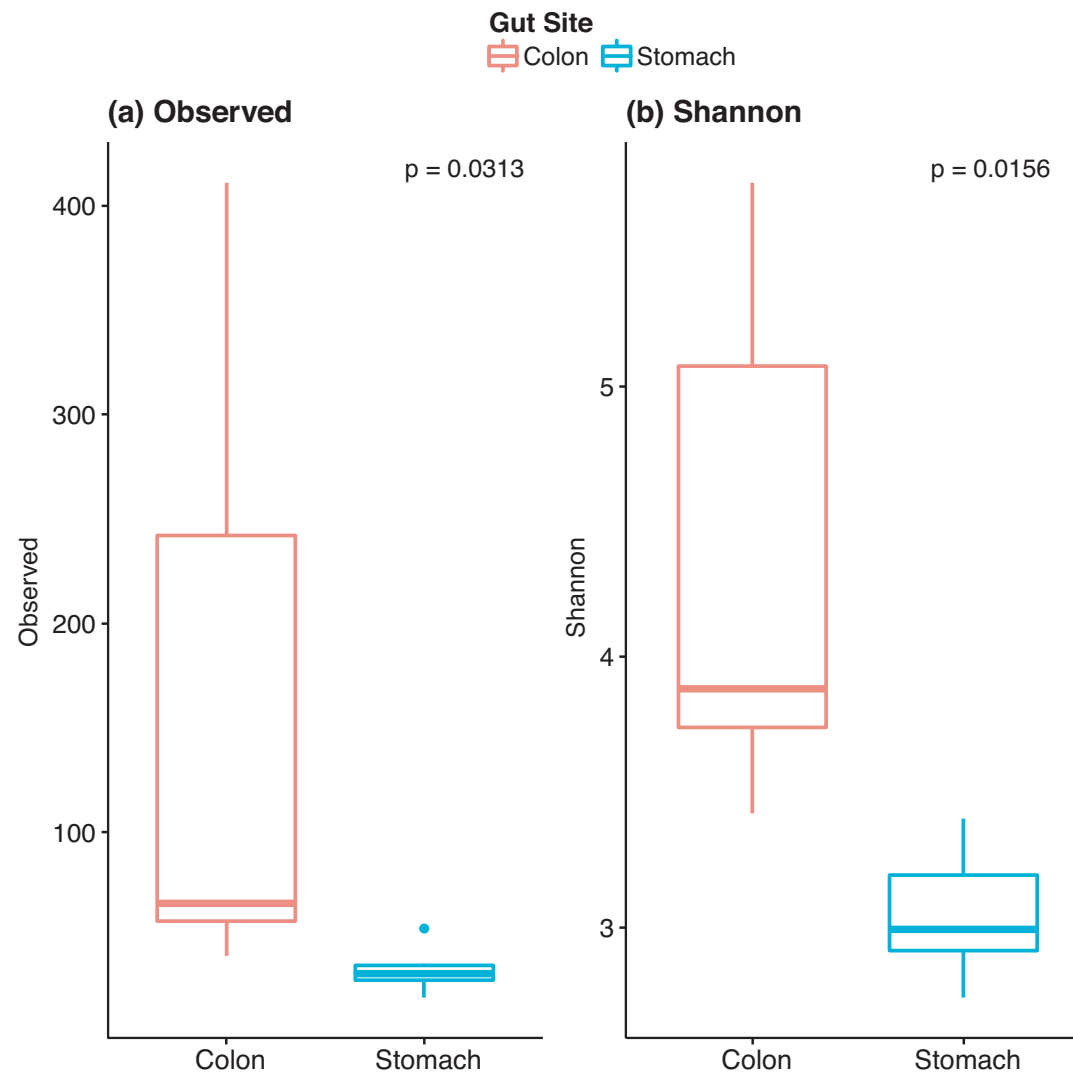 Gut Site
Colon Stomach
(a) Observed
p = 0.0313
400
300
200
100
Observed
Colon Stomach
(b) Shannon
p = 0.0156
5
4
3
Shannon
Colon Stomach